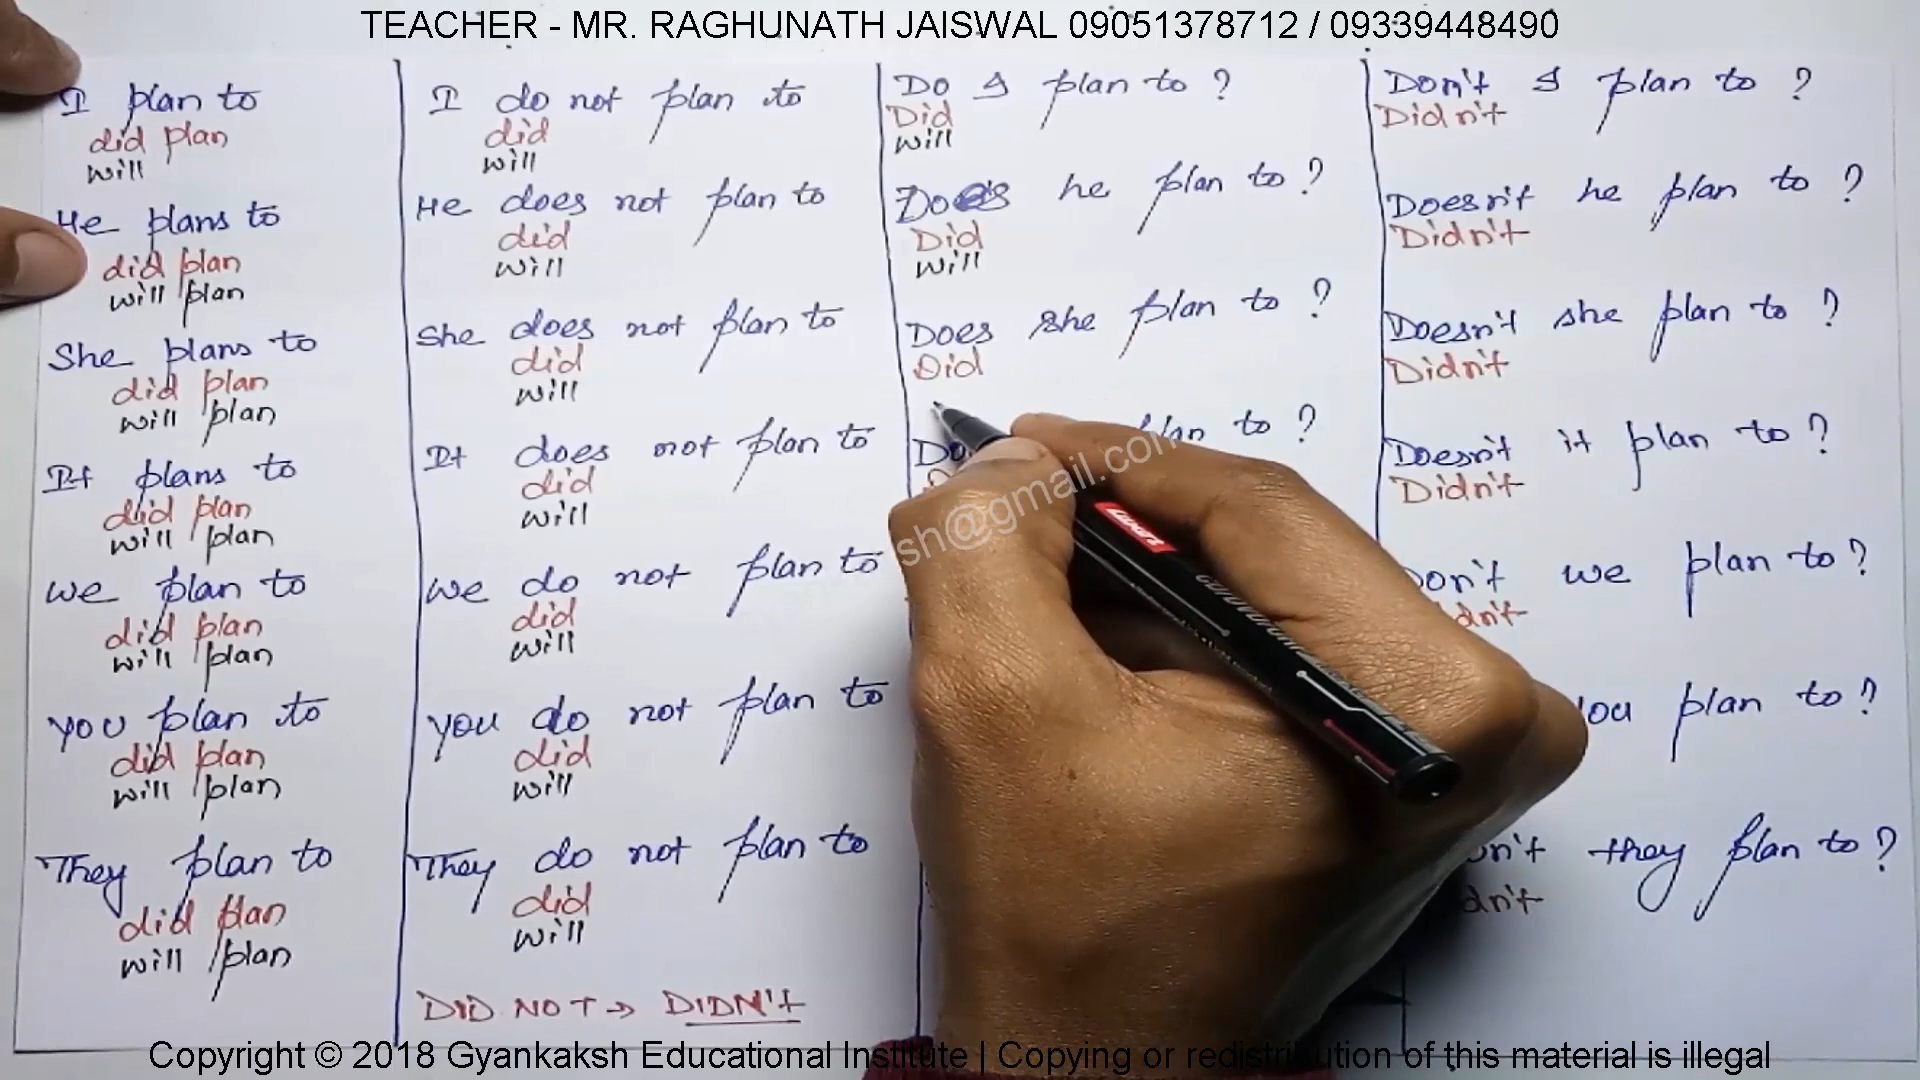 TEACHER - MR. RAGHUNATH JAISWAL 09051378712 / 09339448490
I plan to
did plan
will
He plans to
did plan
will plan
She plans to
did plan
will plan
It plans to
did plan
will plan
We plan to
did plan
will plan
You plan to
did plan
will plan
They plan to
did plan
will plan
I do not plan to
did
will
He does not plan to
did
will
She does not plan to
did
will
It does not plan to
did
will
We do not plan to
did
will
You do not plan to
did
will
They do not plan to
did
will
DID NOT → DIDN'T
Do I plan to ?
Did
will
Does he plan to ?
Did
will
Does she plan to ?
Did
plan to ?
Don't I plan to ?
Didn't
Doesn't he plan to ?
Didn't
Doesn't she plan to ?
Didn't
Doesn't it plan to ?
Didn't
Don't we plan to ?
Didn't
you plan to ?
they plan to ?
sh@gmail.com
Copyright © 2018 Gyankaksh Educational Institute | Copying or redistribution of this material is illegal